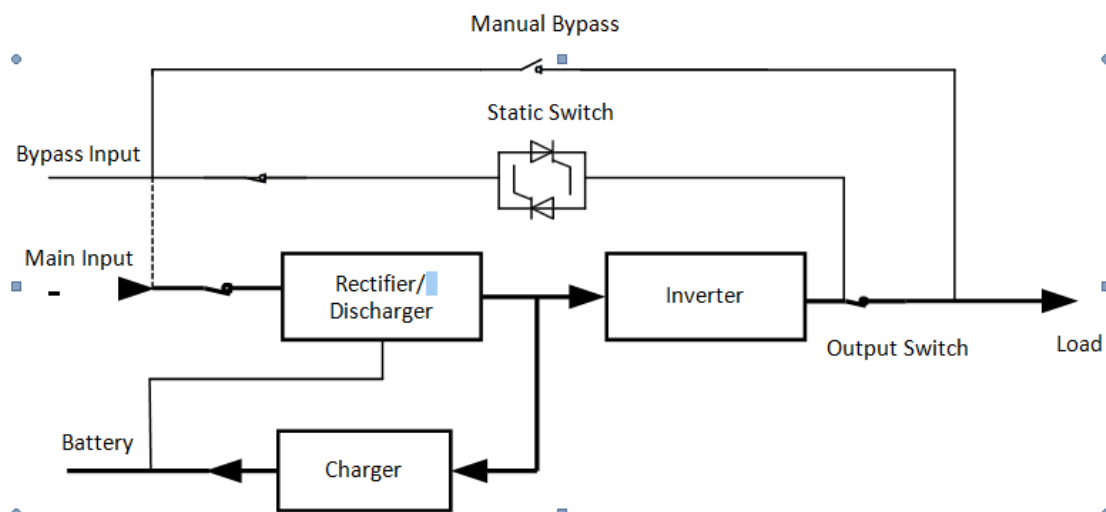 Manual Bypass
Static Switch
Bypass Input
Main Input
Rectifier/
Discharger
Inverter
Output Switch
Load
Battery
Charger